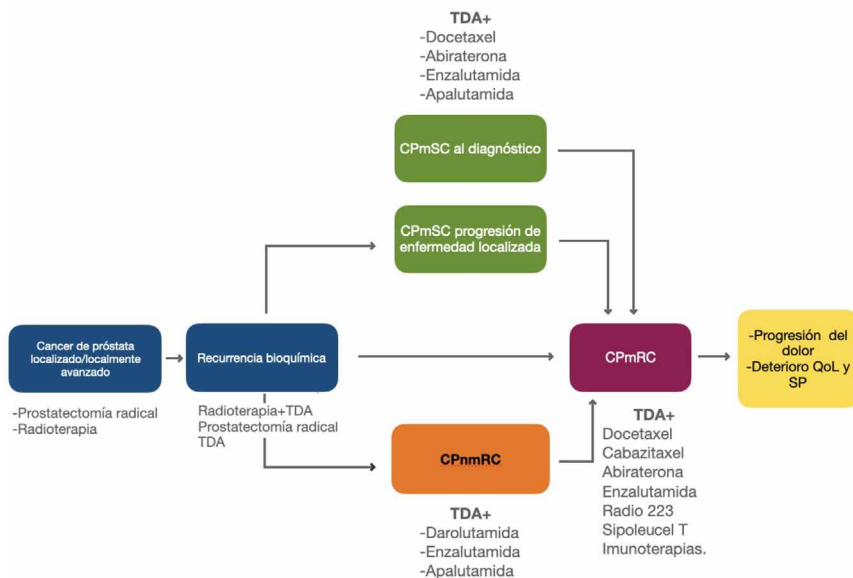 TDA+
-Docetaxel
-Abiraterona
-Enzalutamida
-Apalutamida
CPmSC al diagnóstico
CPmSC progresión de
enfermedad localizada
Cancer de próstata
localizado/localmente
avanzado
-Prostatectomía radical
-Radioterapia
Recurrencia bioquímica
Radioterapia+TDA
Prostatectomía radical
TDA
CPnmRC
TDA+
-Darolutamida
-Enzalutamida
-Apalutamida
CPmRC
TDA+
Docetaxel
Cabazitaxel
Abiraterona
Enzalutamida
Radio 223
Sipoleucel T
Imunoterapias.
-Progresión del
dolor
-Deterioro QoL y
SP